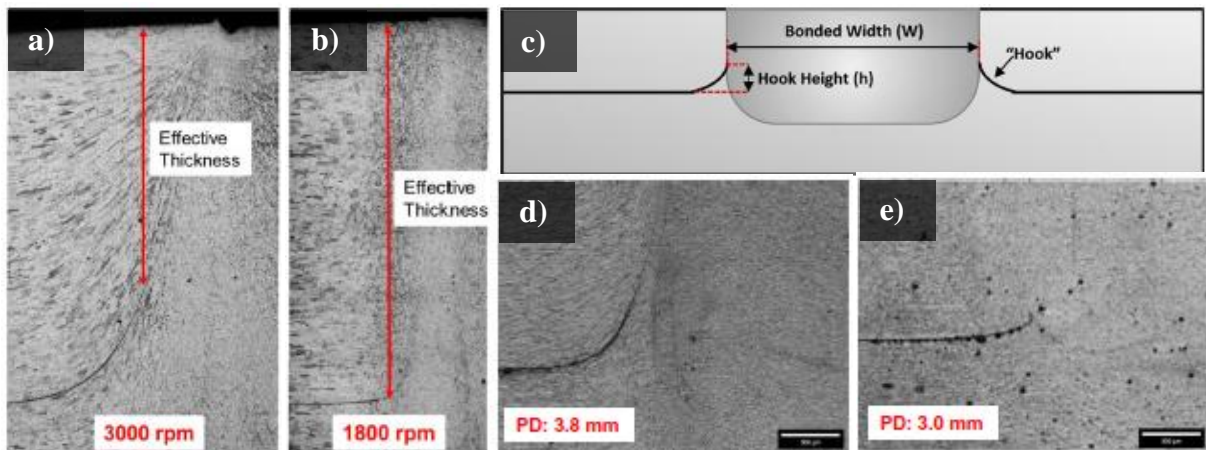 a)
Effective
Thickness
3000 rpm
b)
Effective
Thickness
1800 rpm
c)
Bonded Width (W)
"Hook"
Hook Height (h)
d)
PD: 3.8 mm
e)
PD: 3.0 mm